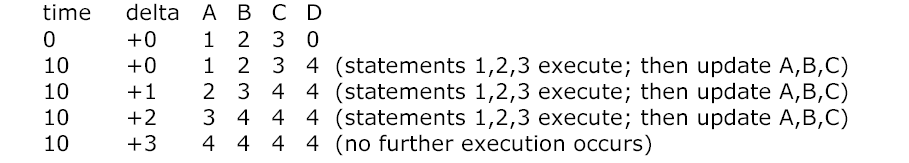 time delta A B C D
0 +0 1 2 3 0
10 +0 1 2 3 4 (statements 1,2,3 execute; then update A,B,C)
10 +1 2 3 4 4 (statements 1,2,3 execute; then update A,B,C)
10 +2 3 4 4 4 (statements 1,2,3 execute; then update A,B,C)
10 +3 4 4 4 4 (no further execution occurs)